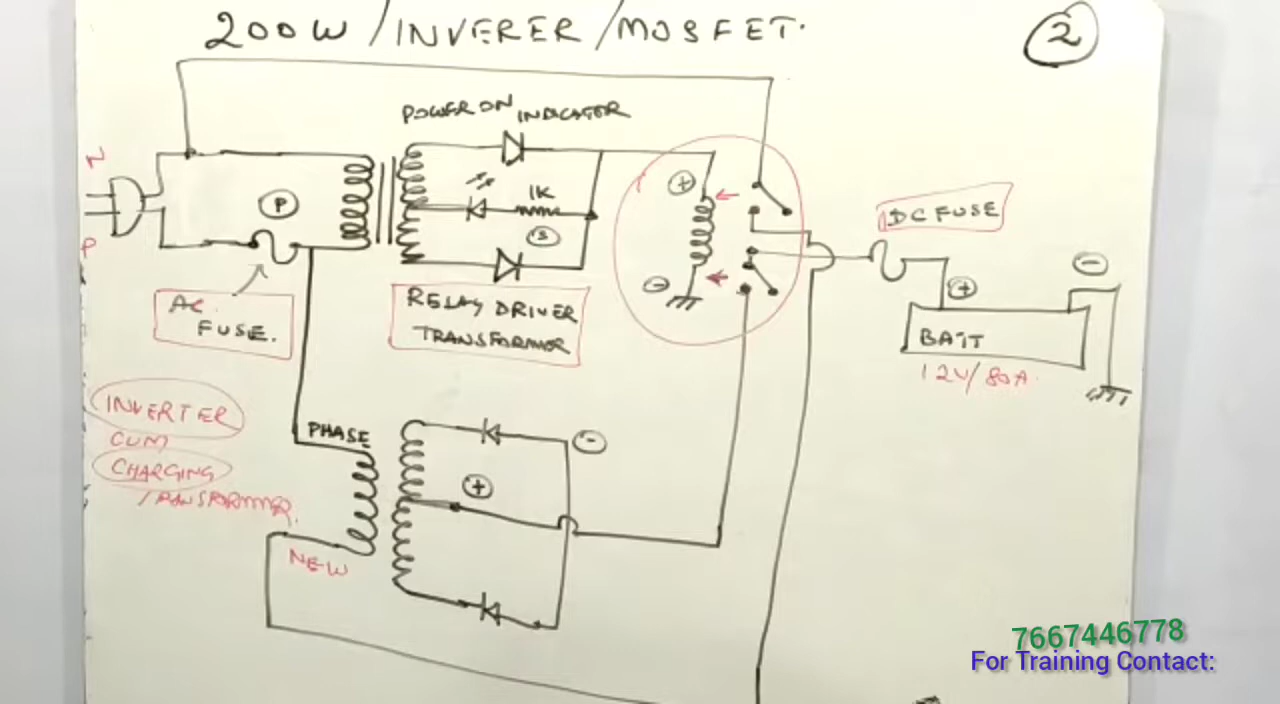 200W/INVERER/MOSFET.
2
POWER ON INDICATOR
N
1K
P
S
+
DC FUSE
P
-
-
+
AC
FUSE.
RELAY DRIVER
TRANSFORMER
BATT
12V/80A.
INVERTER
CUM
CHARGING
TRANSFORMER.
PHASE
-
+
NEW
7667446778
For Training Contact: